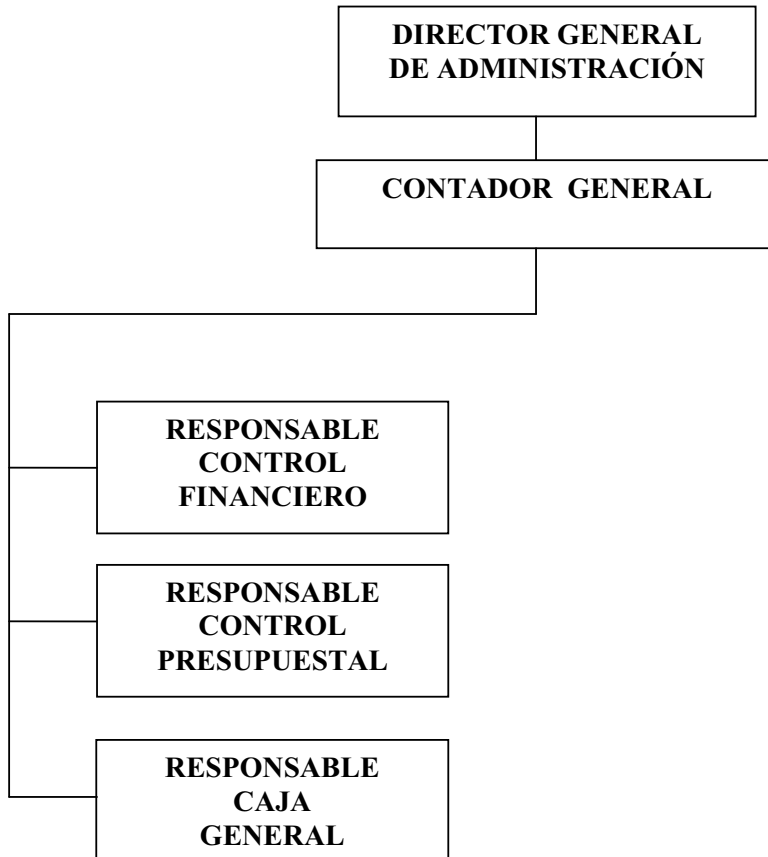 DIRECTOR GENERAL
DE ADMINISTRACIÓN
CONTADOR GENERAL
RESPONSABLE
CONTROL
FINANCIERO
RESPONSABLE
CONTROL
PRESUPUESTAL
RESPONSABLE
CAJA
GENERAL